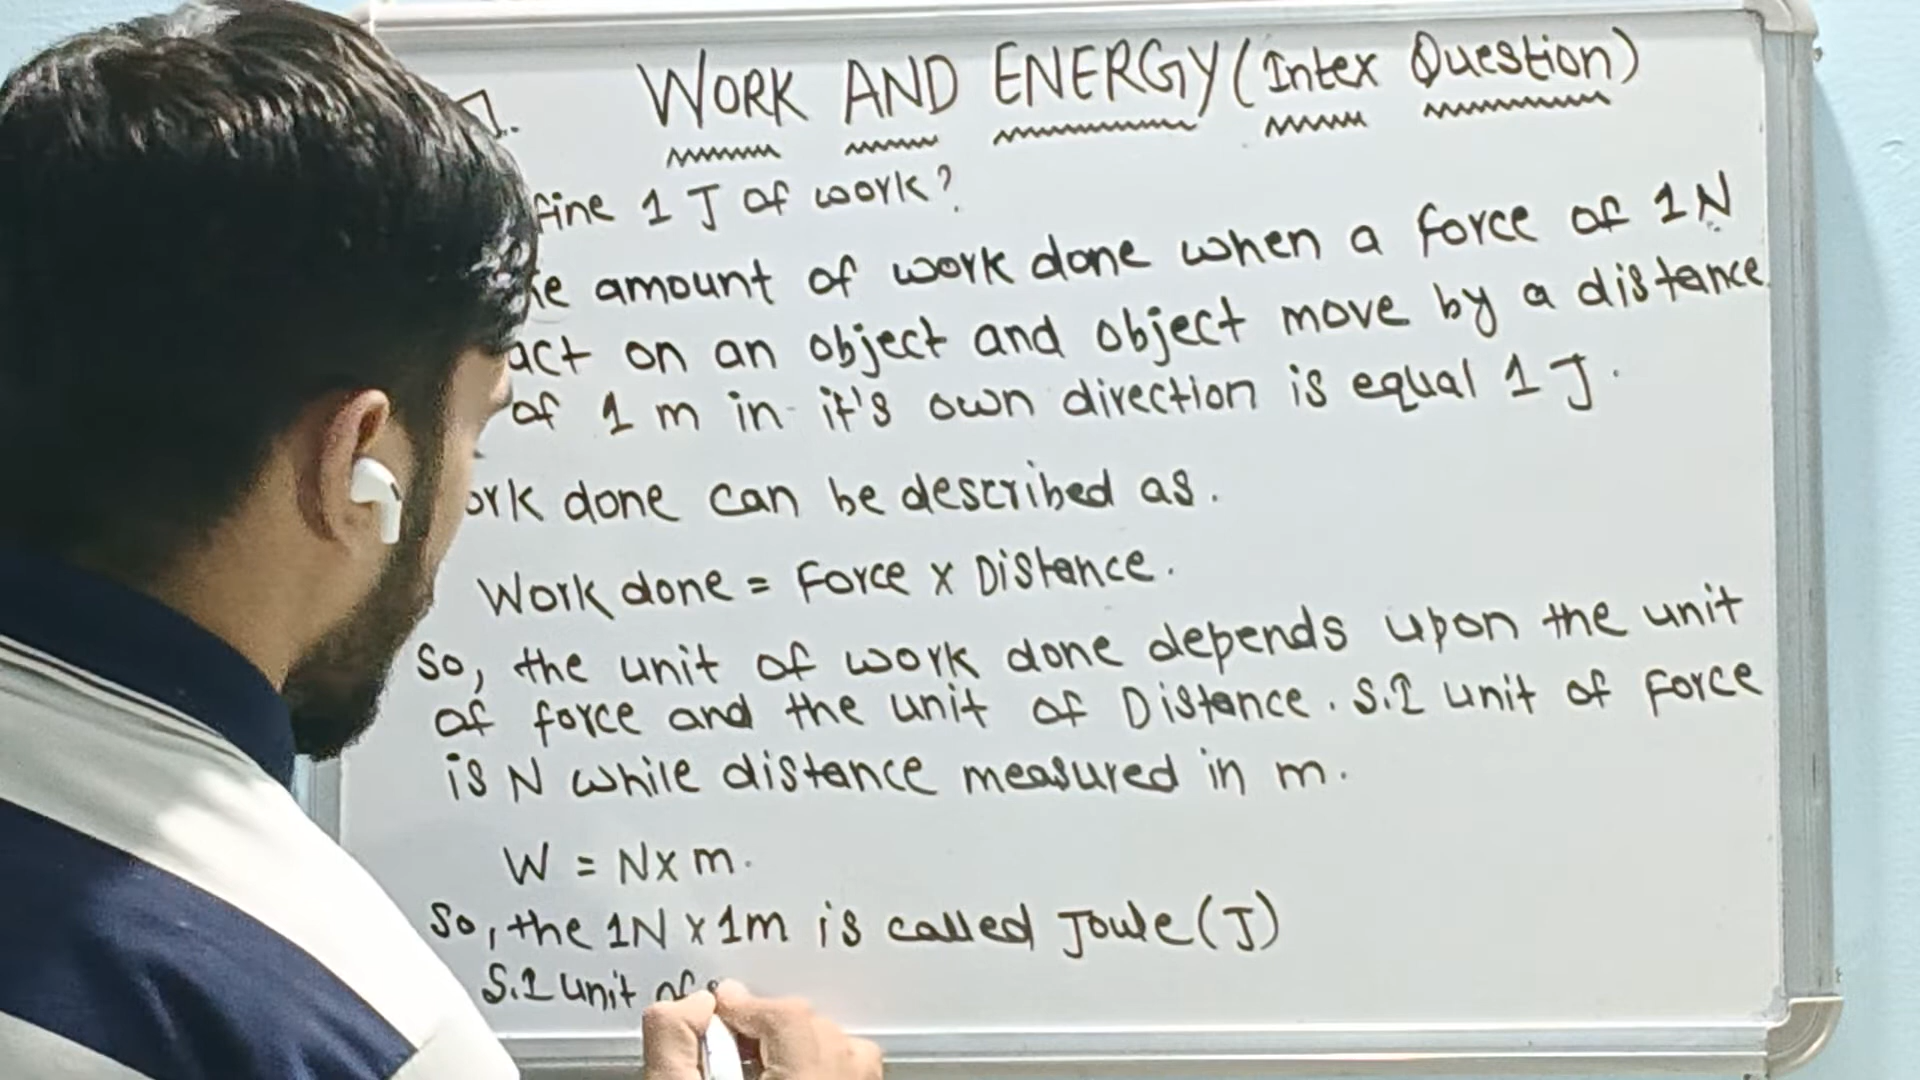 WORK AND ENERGY (Intex Question)
fine 1 J of work?
amount of work done when a force of 1N
act on an object and object move by a distance
of 1 m in it's own direction is equal 1 J.
ork done can be described as.
Work done = Force x Distance.
So, the unit of work done depends upon the unit
of force and the unit of Distance. S.I unit of force
is N while distance measured in m.
W = N x m.
So, the 1N x 1m is called Joule (J)
S.I unit of